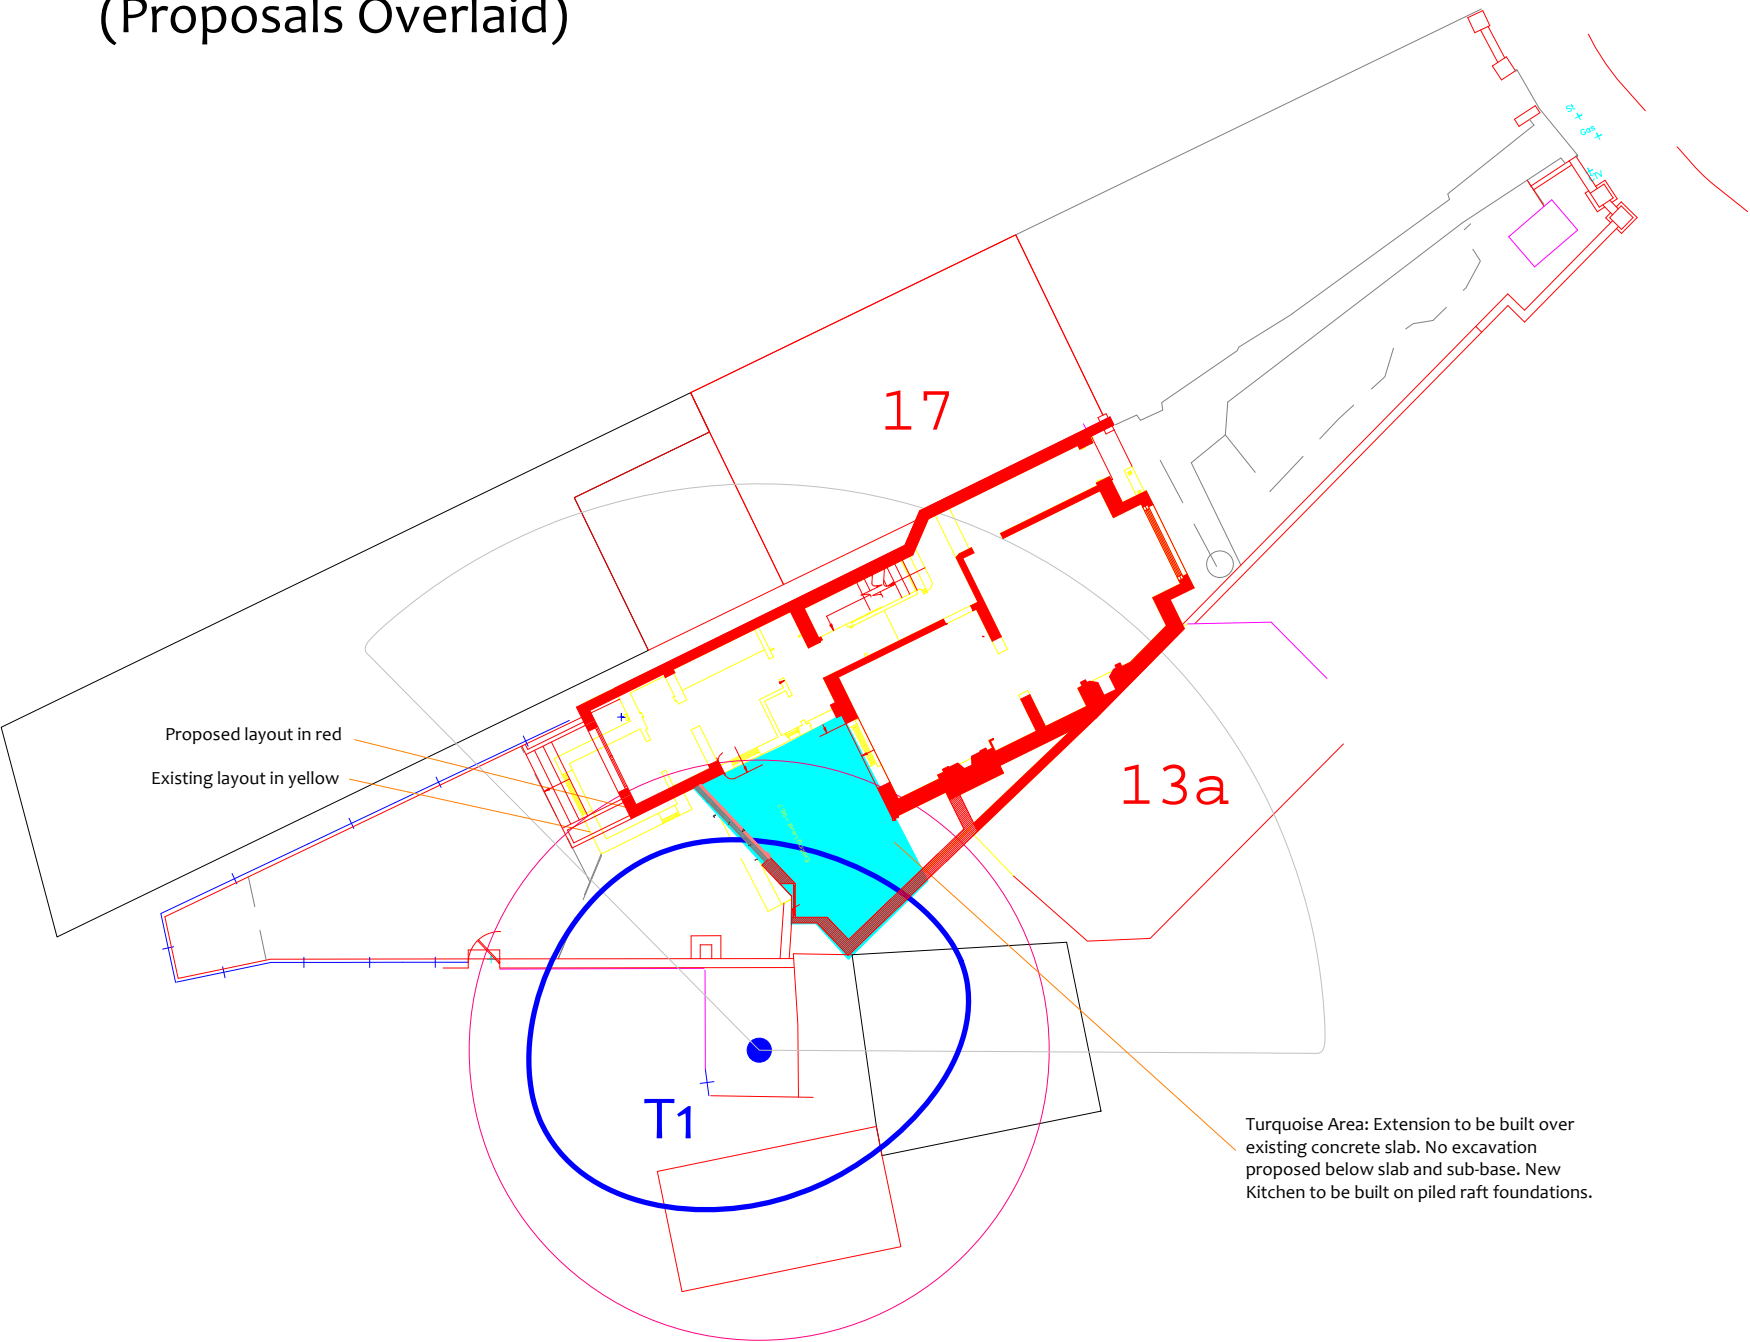 (Proposals Overlaid)
St
Gas
17
Proposed layout in red
Existing layout in yellow
13a
T1
Turquoise Area: Extension to be built over
existing concrete slab. No excavation
proposed below slab and sub-base. New
Kitchen to be built on piled raft foundations.